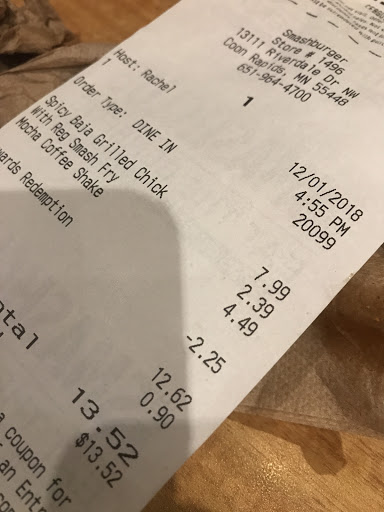 Smashburger
Store # 1496
13111 Riverdale Dr. NW
Coon Rapids, MN 55448
651-964-4700
1
Host: Rachel 12/01/2018
1 4:55 PM
20099
Order Type: DINE IN
Spicy Baja Grilled Chick 7.99
With Reg Smash Fry 2.39
Mocha Coffee Shake 4.49
Redemption -2.25
12.62
0.90
13.52
$13.52
a coupon for
an